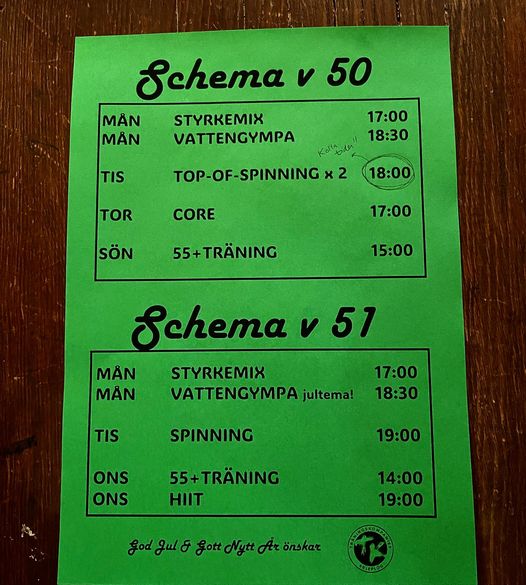 Schema v 50
MÅN STYRKEMIX 17:00
MÅN VATTENGYMPA 18:30
Kolla tiden!!
TIS TOP-OF-SPINNING x 2 18:00
TOR CORE 17:00
SÖN 55+TRÄNING 15:00
Schema v 51
MÅN STYRKEMIX 17:00
MÅN VATTENGYMPA jultema! 18:30
TIS SPINNING 19:00
ONS 55+TRÄNING 14:00
ONS HIIT 19:00
God Jul & Gott Nytt År önskar